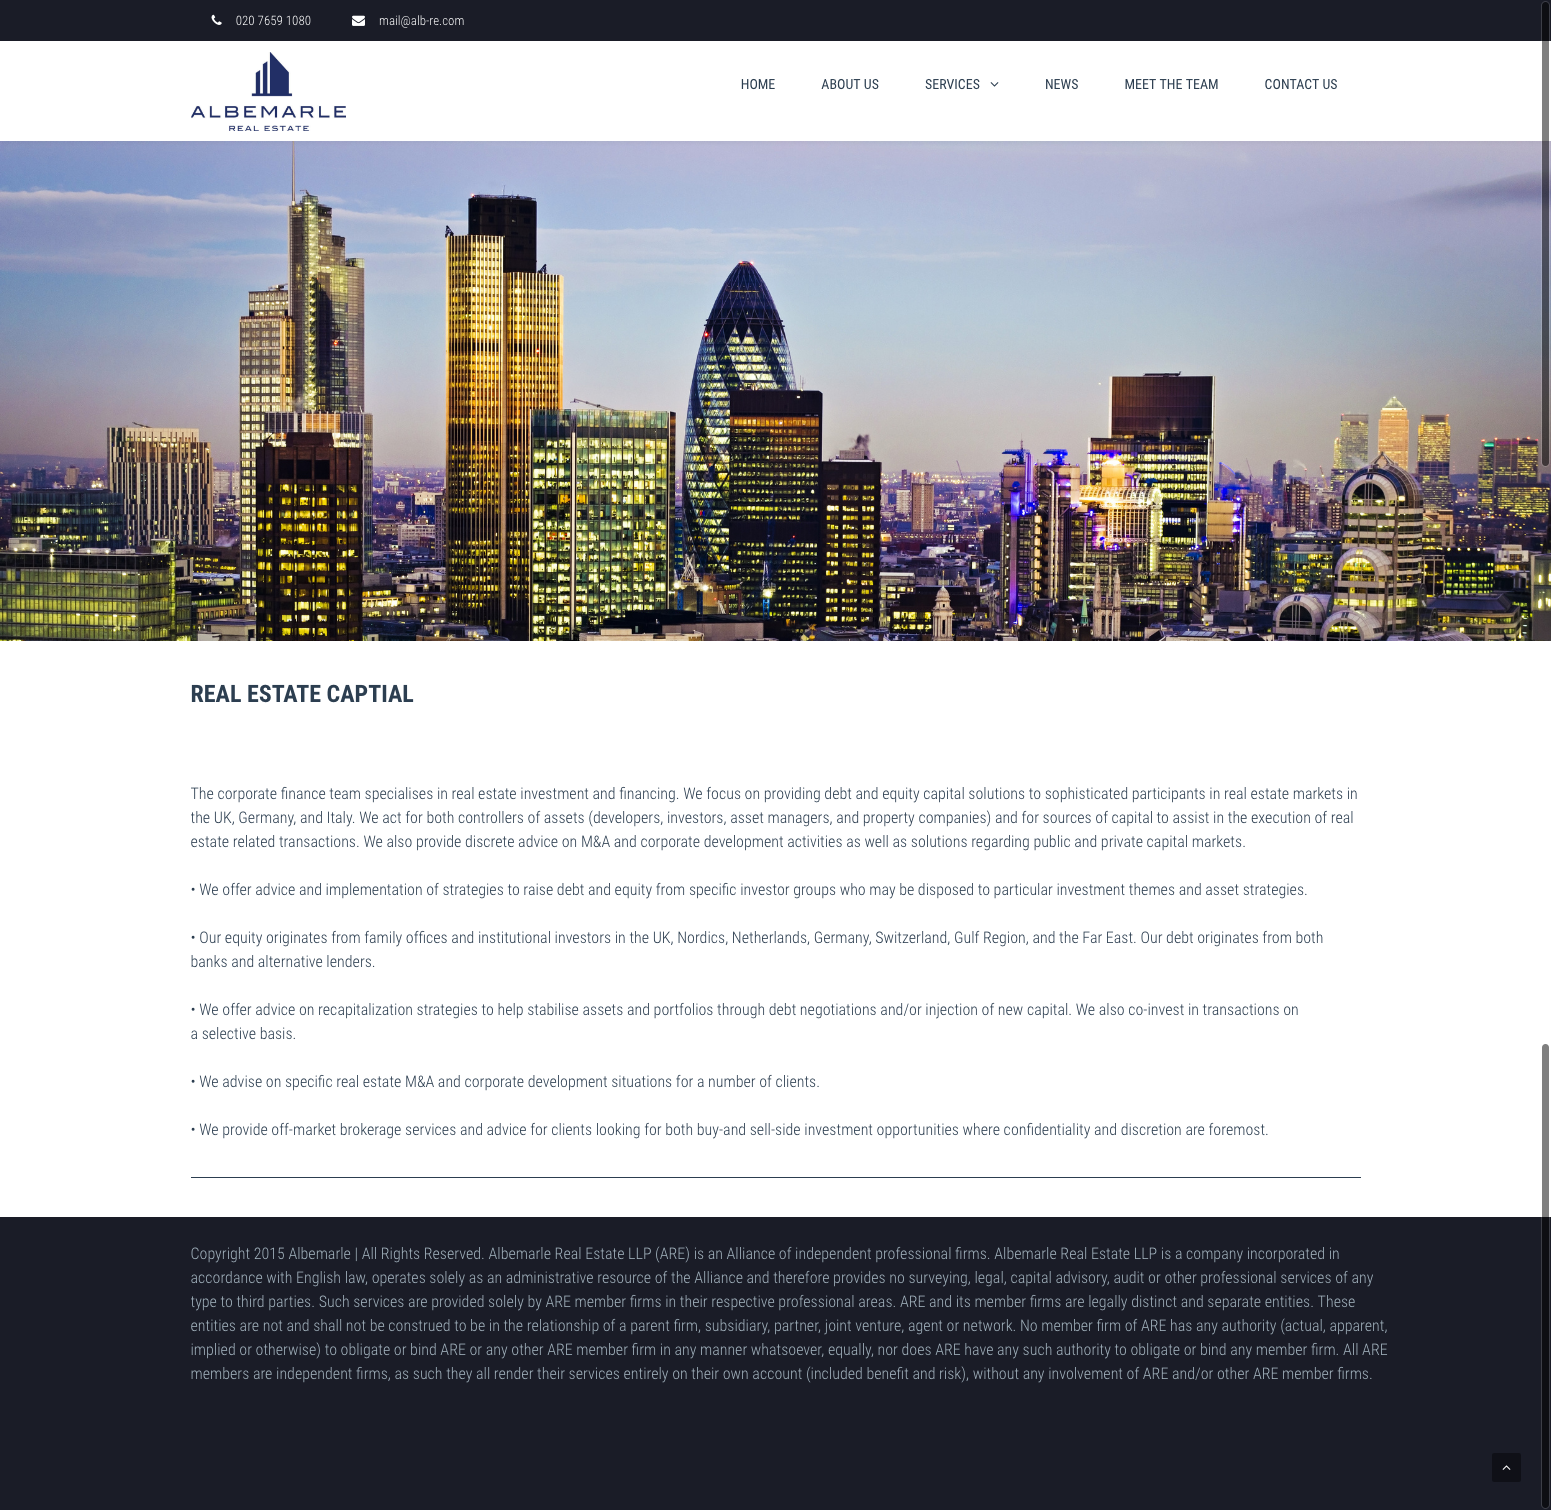 020 7659 1080
mail@alb-re.com
ALBEMARLE
REAL ESTATE
HOME
ABOUT US
SERVICES
NEWS
MEET THE TEAM
CONTACT US
REAL ESTATE CAPTIAL
The corporate finance team specialises in real estate investment and financing. We focus on providing debt and equity capital solutions to sophisticated participants in real estate markets in
the UK, Germany, and Italy. We act for both controllers of assets (developers, investors, asset managers, and property companies) and for sources of capital to assist in the execution of real
estate related transactions. We also provide discrete advice on M&A and corporate development activities as well as solutions regarding public and private capital markets.
• We offer advice and implementation of strategies to raise debt and equity from specific investor groups who may be disposed to particular investment themes and asset strategies.
• Our equity originates from family offices and institutional investors in the UK, Nordics, Netherlands, Germany, Switzerland, Gulf Region, and the Far East. Our debt originates from both
banks and alternative lenders.
• We offer advice on recapitalization strategies to help stabilise assets and portfolios through debt negotiations and/or injection of new capital. We also co-invest in transactions on
a selective basis.
• We advise on specific real estate M&A and corporate development situations for a number of clients.
• We provide off-market brokerage services and advice for clients looking for both buy-and sell-side investment opportunities where confidentiality and discretion are foremost.
Copyright 2015 Albemarle | All Rights Reserved. Albemarle Real Estate LLP (ARE) is an Alliance of independent professional firms. Albemarle Real Estate LLP is a company incorporated in
accordance with English law, operates solely as an administrative resource of the Alliance and therefore provides no surveying, legal, capital advisory, audit or other professional services of any
type to third parties. Such services are provided solely by ARE member firms in their respective professional areas. ARE and its member firms are legally distinct and separate entities. These
entities are not and shall not be construed to be in the relationship of a parent firm, subsidiary, partner, joint venture, agent or network. No member firm of ARE has any authority (actual, apparent,
implied or otherwise) to obligate or bind ARE or any other ARE member firm in any manner whatsoever, equally, nor does ARE have any such authority to obligate or bind any member firm. All ARE
members are independent firms, as such they all render their services entirely on their own account (included benefit and risk), without any involvement of ARE and/or other ARE member firms.